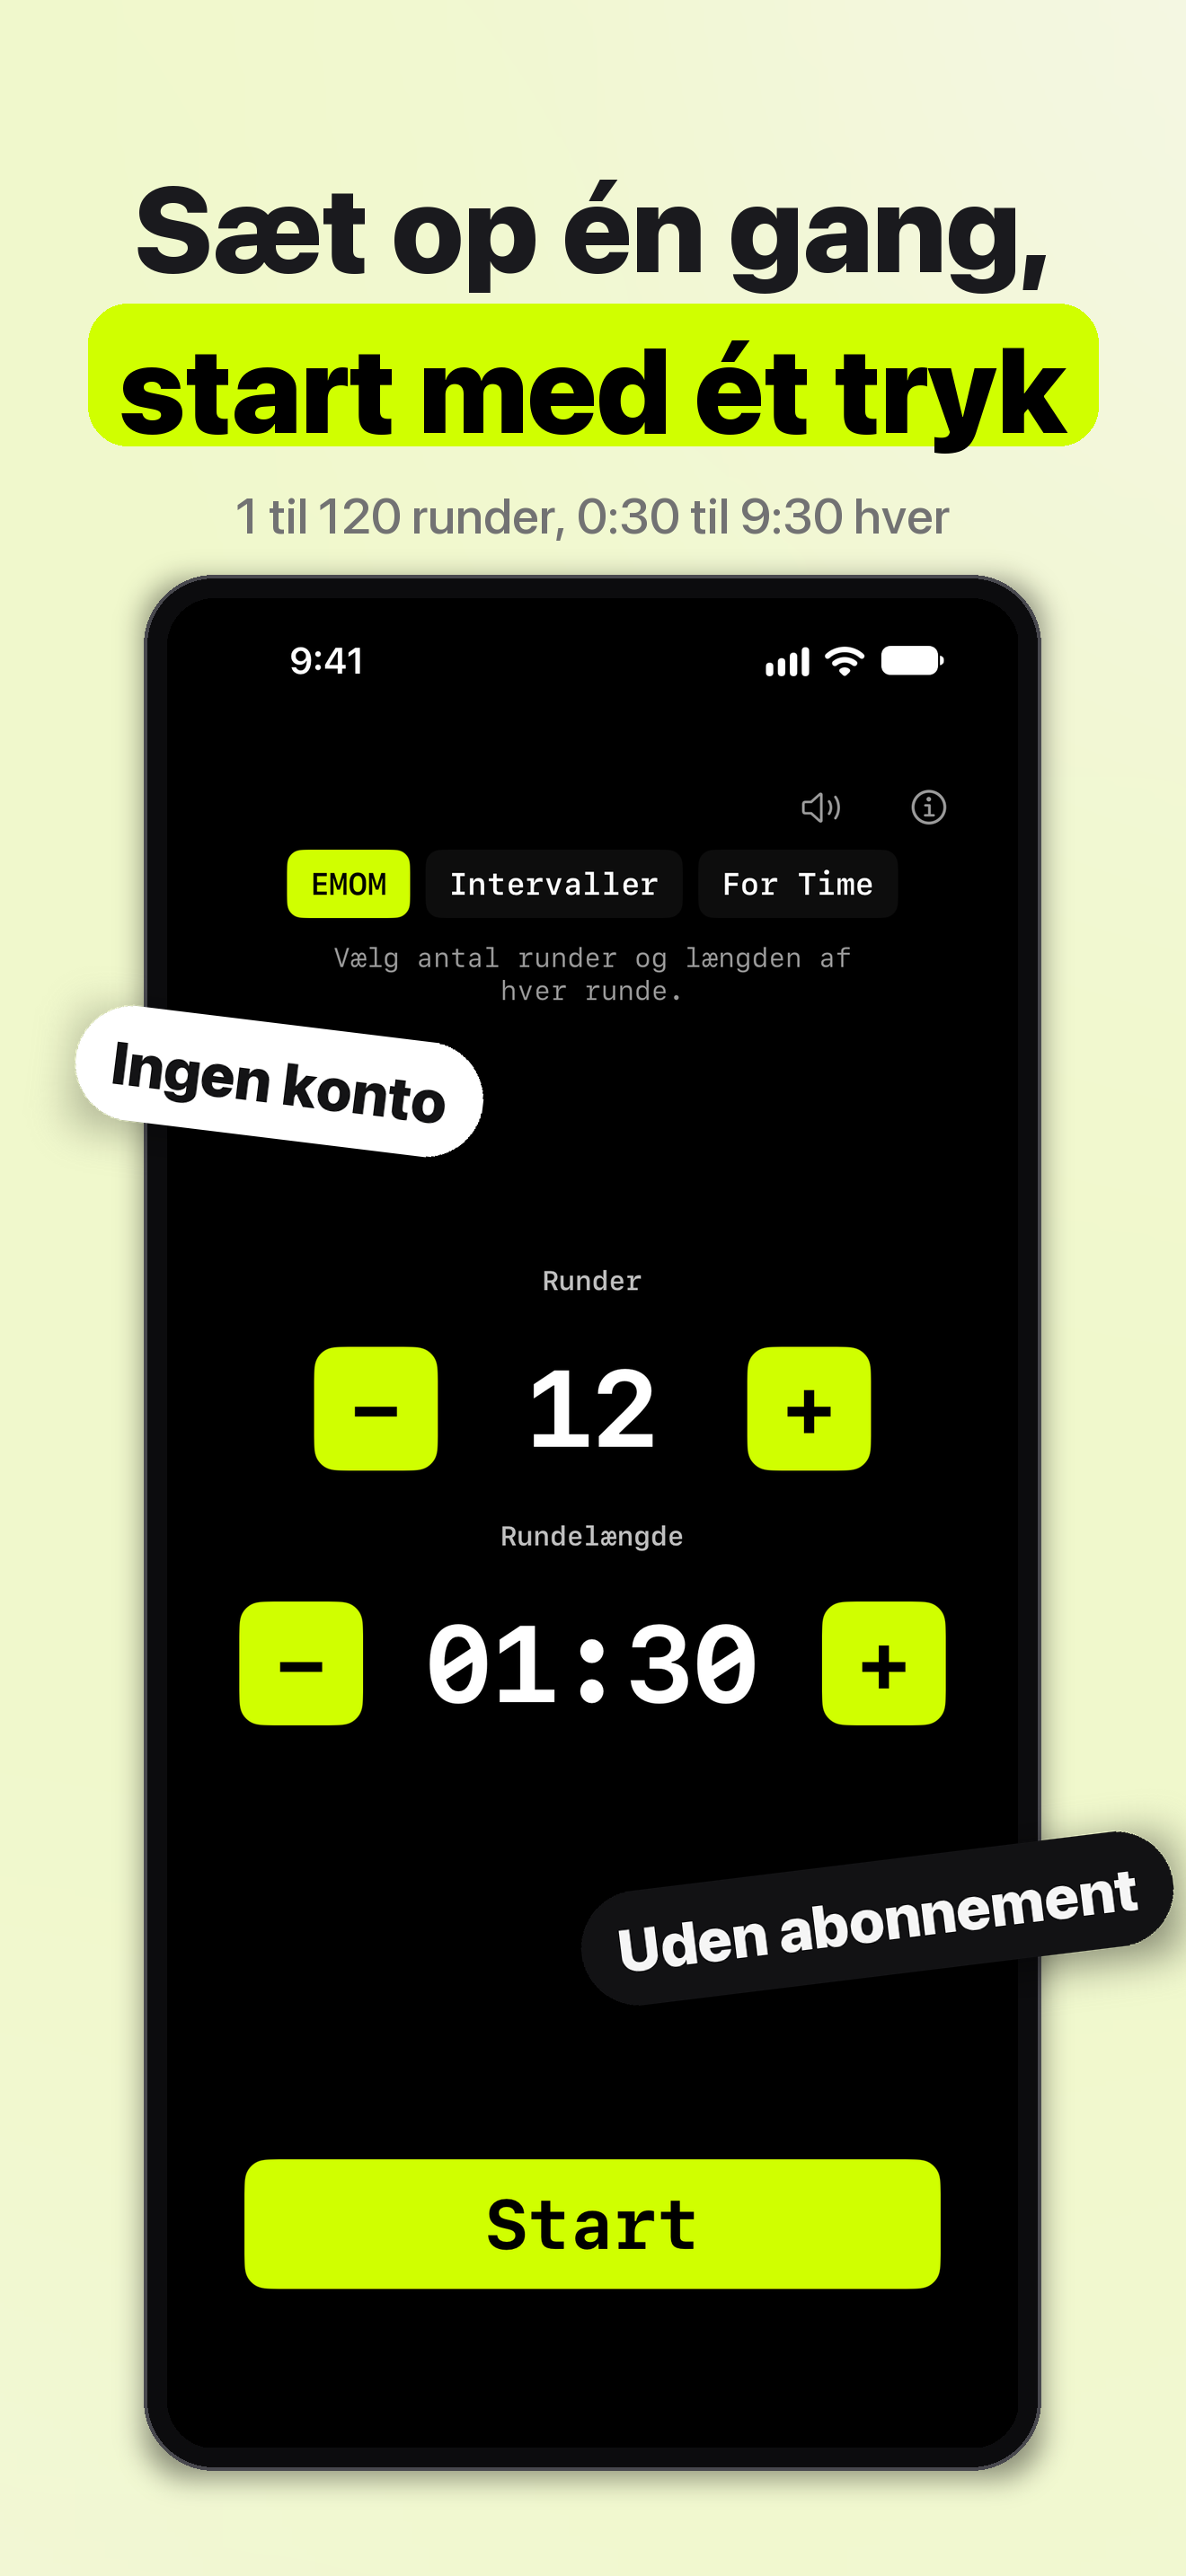 Sæt op én gang,
start med ét tryk
1 til 120 runder, 0:30 til 9:30 hver
9:41
EMOM Intervaller For Time
Vælg antal runder og længden af
hver runde.
Ingen konto
Runder
− 12 +
Rundelængde
− 01:30 +
Uden abonnement
Start